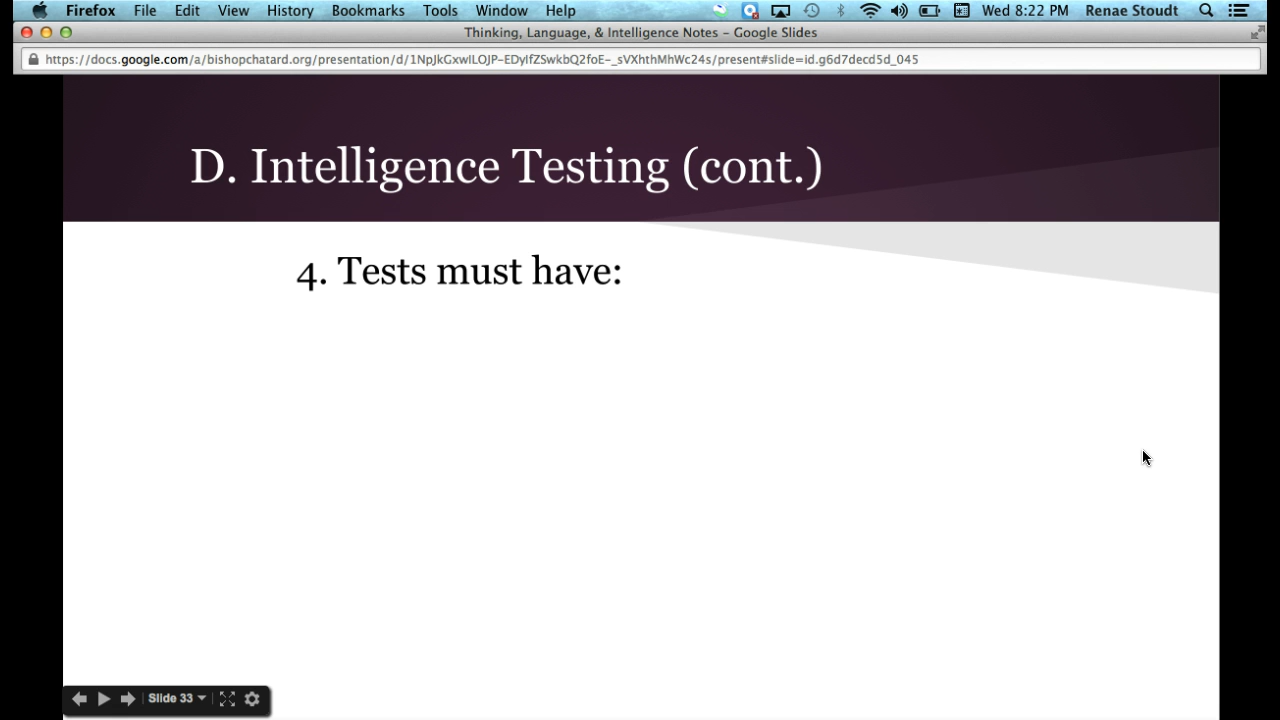 Firefox File Edit View History Bookmarks Tools Window Help Wed 8:22 PM Renae Stoudt
Thinking, Language, & Intelligence Notes – Google Slides
https://docs.google.com/a/bishopchatard.org/presentation/d/1NpJkGxwILOJP-EDyIfZSwkbQ2foE-_sVXhthMhWc24s/present#slide=id.g6d7decd5d_045
D. Intelligence Testing (cont.)
4. Tests must have:
Slide 33